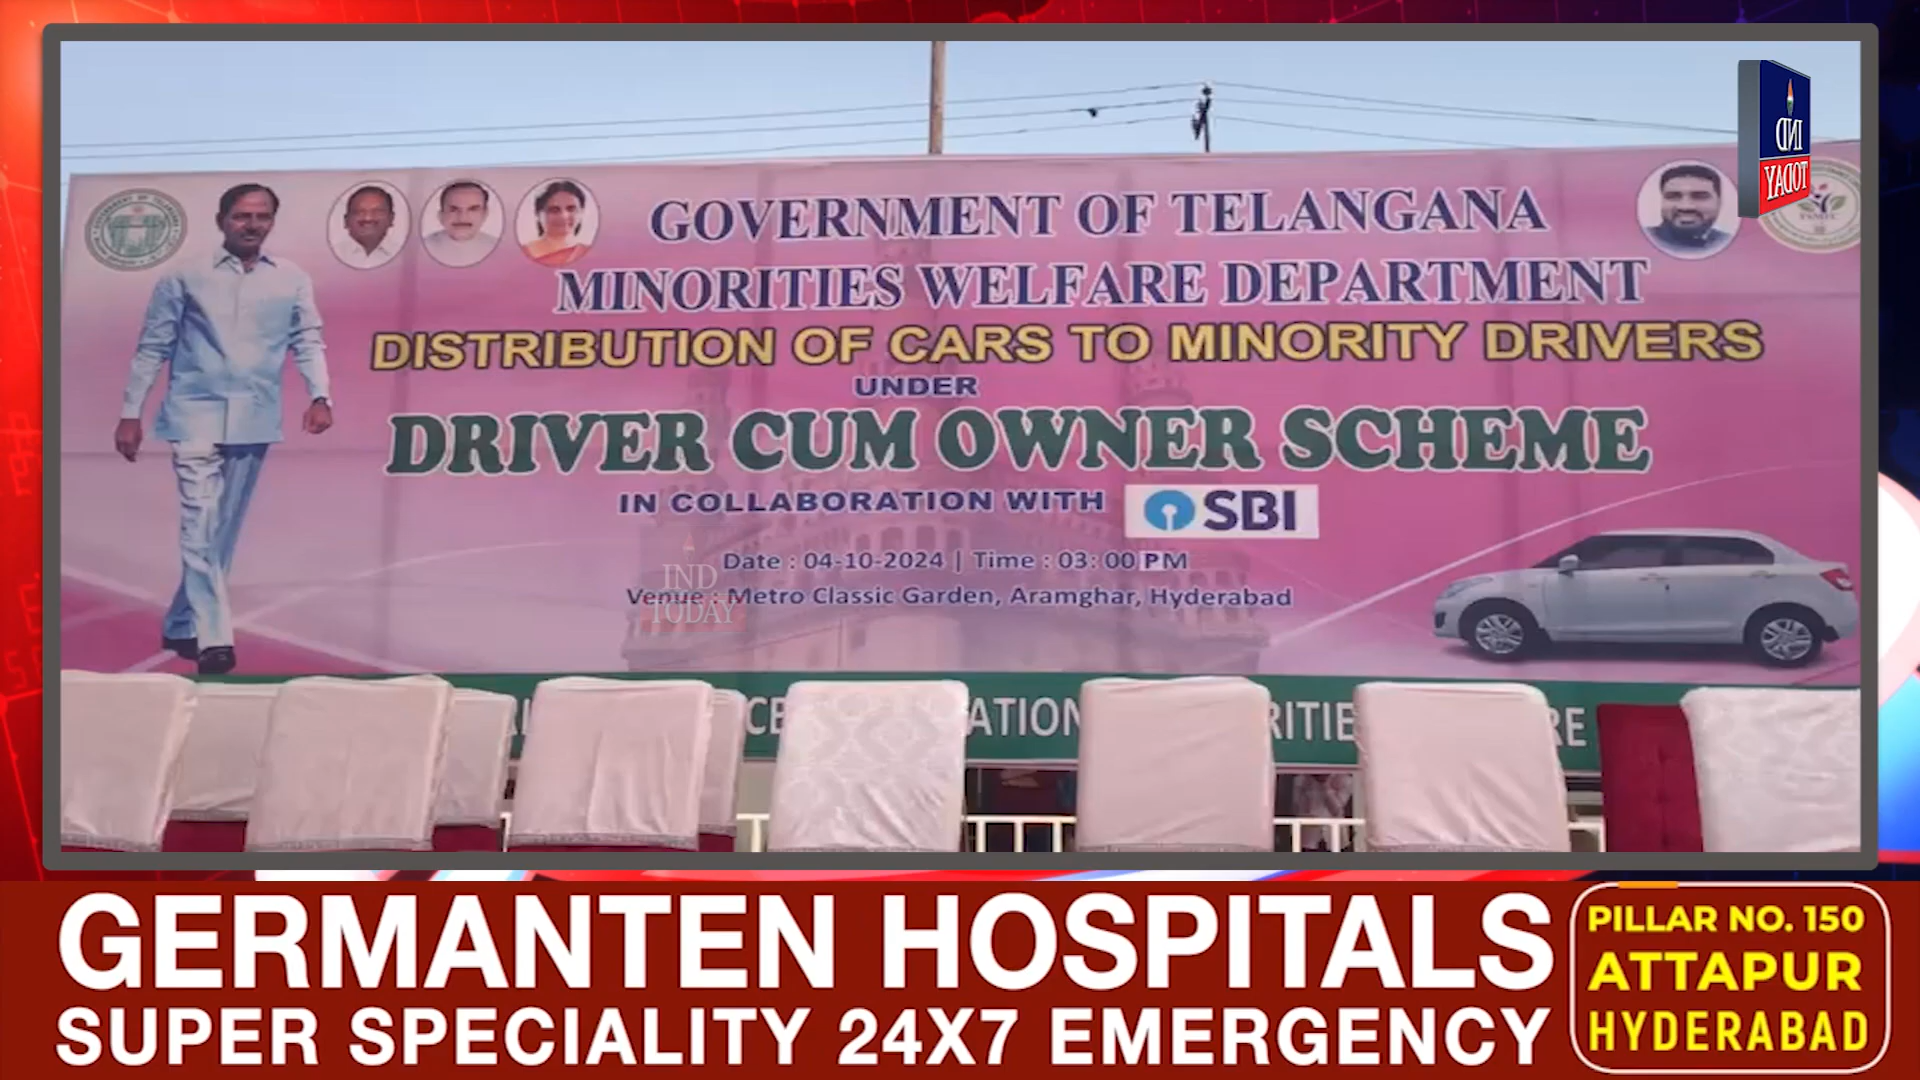 GOVERNMENT OF TELANGANA
MINORITIES WELFARE DEPARTMENT
DISTRIBUTION OF CARS TO MINORITY DRIVERS
UNDER
DRIVER CUM OWNER SCHEME
IN COLLABORATION WITH SBI
Date : 04-10-2024 | Time : 03:00 PM
Venue : Metro Classic Garden, Aramghar, Hyderabad
IND
TODAY
IND
TODAY
GERMANTEN HOSPITALS
SUPER SPECIALITY 24X7 EMERGENCY
PILLAR NO. 150
ATTAPUR
HYDERABAD